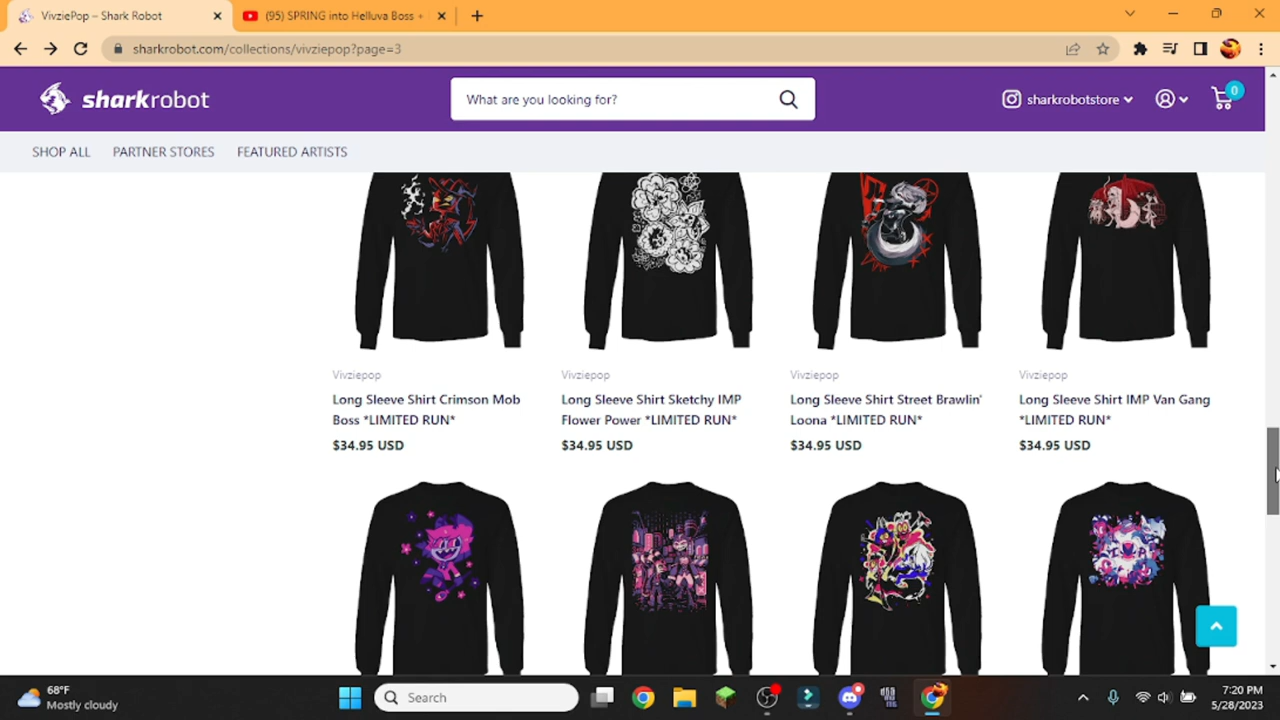 VivziePop – Shark Robot
(95) SPRING into Helluva Boss
sharkrobot.com/collections/vivziepop?page=3
sharkrobot
What are you looking for?
sharkrobotstore
0
SHOP ALL
PARTNER STORES
FEATURED ARTISTS
Vivziepop
Long Sleeve Shirt Crimson Mob
Boss *LIMITED RUN*
$34.95 USD
Vivziepop
Long Sleeve Shirt Sketchy IMP
Flower Power *LIMITED RUN*
$34.95 USD
Vivziepop
Long Sleeve Shirt Street Brawlin'
Loona *LIMITED RUN*
$34.95 USD
Vivziepop
Long Sleeve Shirt IMP Van Gang
*LIMITED RUN*
$34.95 USD
68°F
Mostly cloudy
Search
7:20 PM
5/28/2023